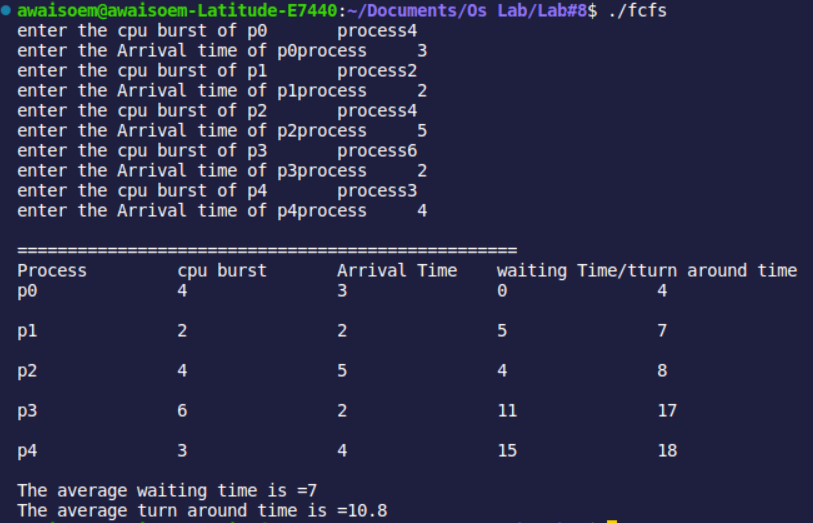 awaisoem@awaisoem-Latitude-E7440:~/Documents/Os Lab/Lab#8$ ./fcfs
enter the cpu burst of p0 process4
enter the Arrival time of p0process 3
enter the cpu burst of p1 process2
enter the Arrival time of p1process 2
enter the cpu burst of p2 process4
enter the Arrival time of p2process 5
enter the cpu burst of p3 process6
enter the Arrival time of p3process 2
enter the cpu burst of p4 process3
enter the Arrival time of p4process 4
==================================================
Process cpu burst Arrival Time waiting Time/tturn around time
p0 4 3 0 4
p1 2 2 5 7
p2 4 5 4 8
p3 6 2 11 17
p4 3 4 15 18
The average waiting time is =7
The average turn around time is =10.8